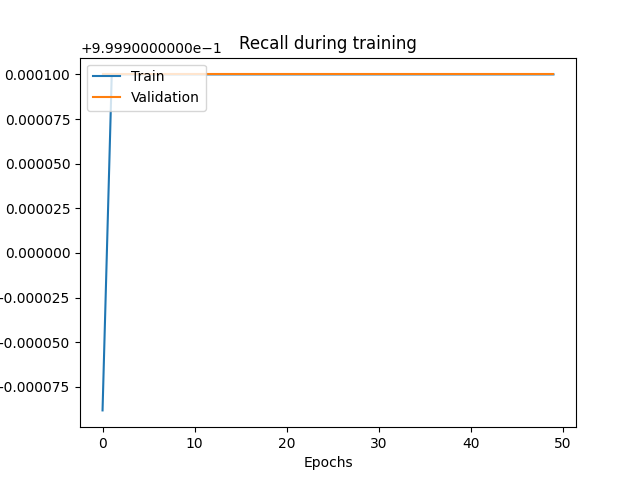 Recall during training
+9.9990000000e−1
0.000100
0.000075
0.000050
0.000025
0.000000
−0.000025
−0.000050
−0.000075
Train
Validation
0 10 20 30 40 50
Epochs